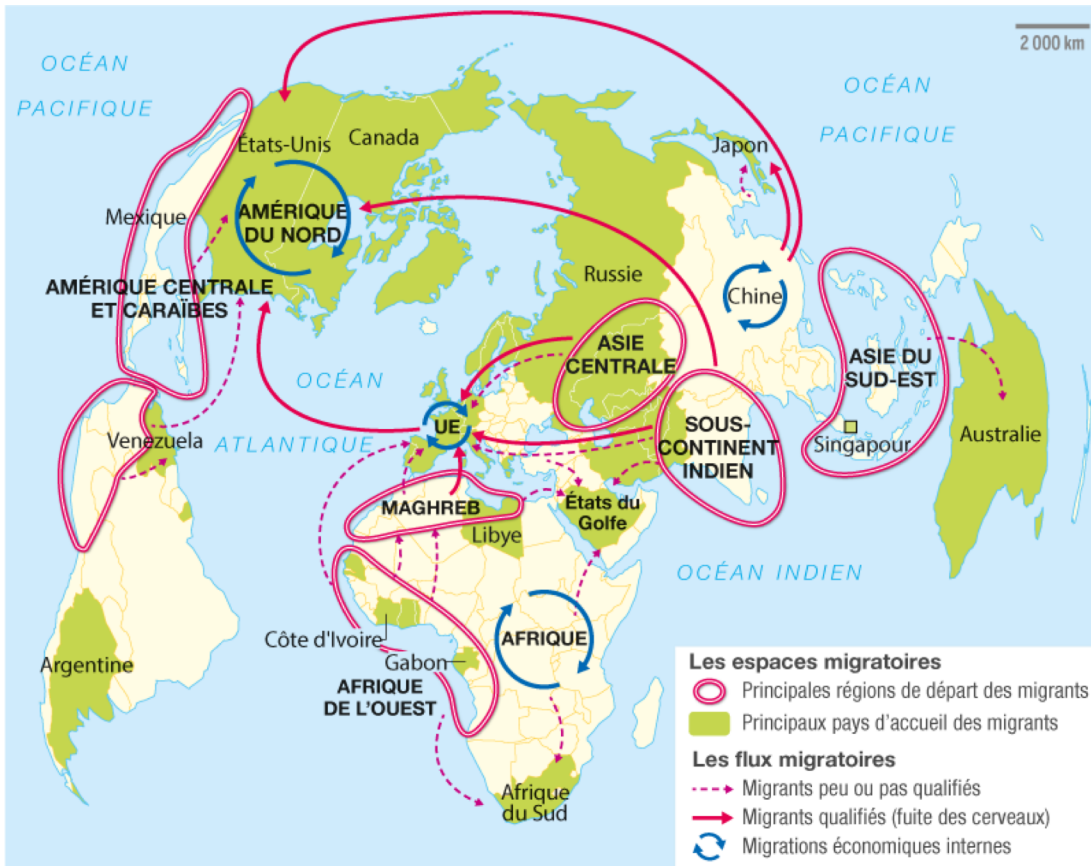 2 000 km
OCÉAN
PACIFIQUE
OCÉAN
PACIFIQUE
États-Unis
Canada
Japon
Mexique
AMÉRIQUE
DU NORD
Russie
Chine
AMÉRIQUE CENTRALE
ET CARAÏBES
ASIE
CENTRALE
ASIE DU
SUD-EST
OCÉAN
ATLANTIQUE
UE
Venezuela
SOUS-
CONTINENT
INDIEN
Singapour
Australie
MAGHREB
Libye
États du
Golfe
OCÉAN INDIEN
Côte d'Ivoire
Gabon
AFRIQUE
Argentine
AFRIQUE
DE L'OUEST
Afrique
du Sud
Les espaces migratoires
Principales régions de départ des migrants
Principaux pays d'accueil des migrants
Les flux migratoires
Migrants peu ou pas qualifiés
Migrants qualifiés (fuite des cerveaux)
Migrations économiques internes